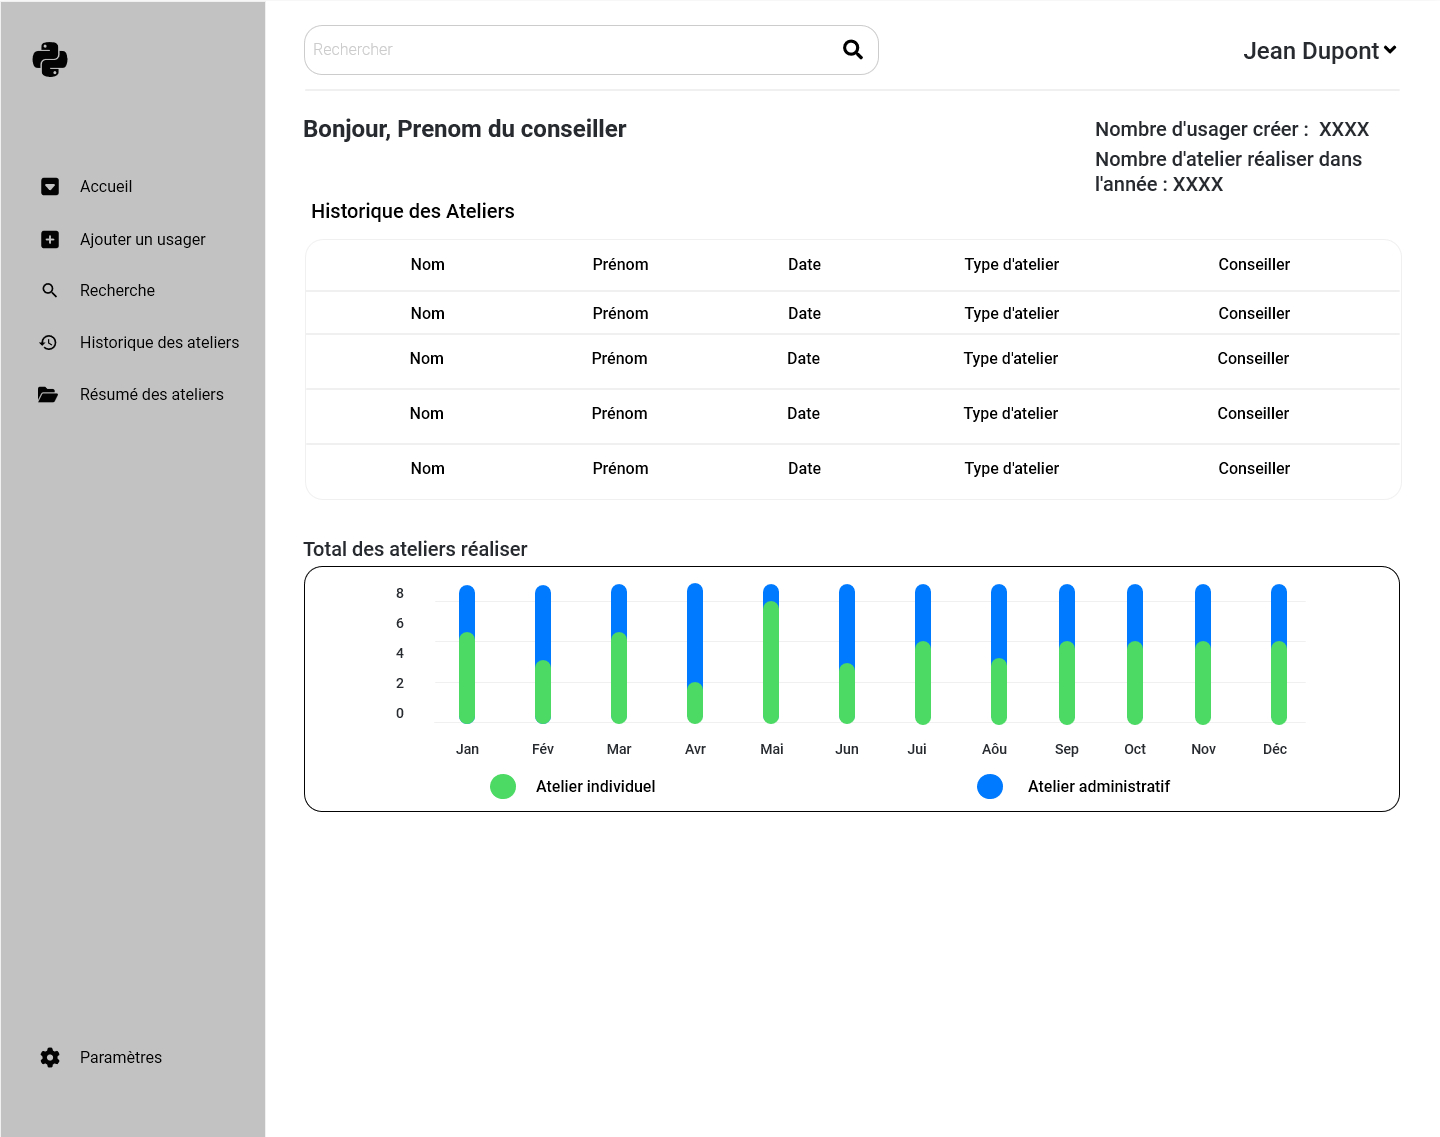 Rechercher
Jean Dupont
Accueil
Ajouter un usager
Recherche
Historique des ateliers
Résumé des ateliers
Paramètres
Bonjour, Prenom du conseiller
Nombre d'usager créer : XXXX
Nombre d'atelier réaliser dans
l'année : XXXX
Historique des Ateliers
Nom Prénom Date Type d'atelier Conseiller
Nom Prénom Date Type d'atelier Conseiller
Nom Prénom Date Type d'atelier Conseiller
Nom Prénom Date Type d'atelier Conseiller
Nom Prénom Date Type d'atelier Conseiller
Total des ateliers réaliser
8
6
4
2
0
Jan Fév Mar Avr Mai Jun Jui Aôu Sep Oct Nov Déc
Atelier individuel Atelier administratif